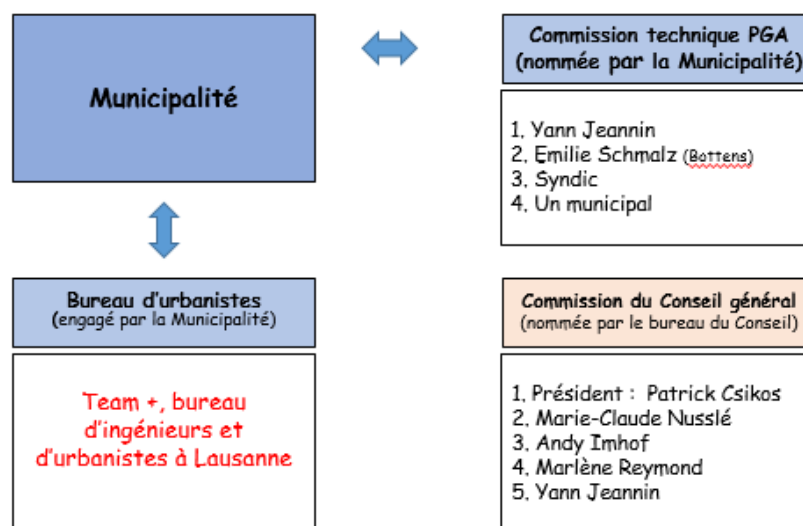 Municipalité
Commission technique PGA
(nommée par la Municipalité)
1. Yann Jeannin
2. Emilie Schmalz (Bottens)
3. Syndic
4. Un municipal
Bureau d'urbanistes
(engagé par la Municipalité)
Team +, bureau
d'ingénieurs et
d'urbanistes à Lausanne
Commission du Conseil général
(nommée par le bureau du Conseil)
1. Président : Patrick Csikos
2. Marie-Claude Nusslé
3. Andy Imhof
4. Marlène Reymond
5. Yann Jeannin